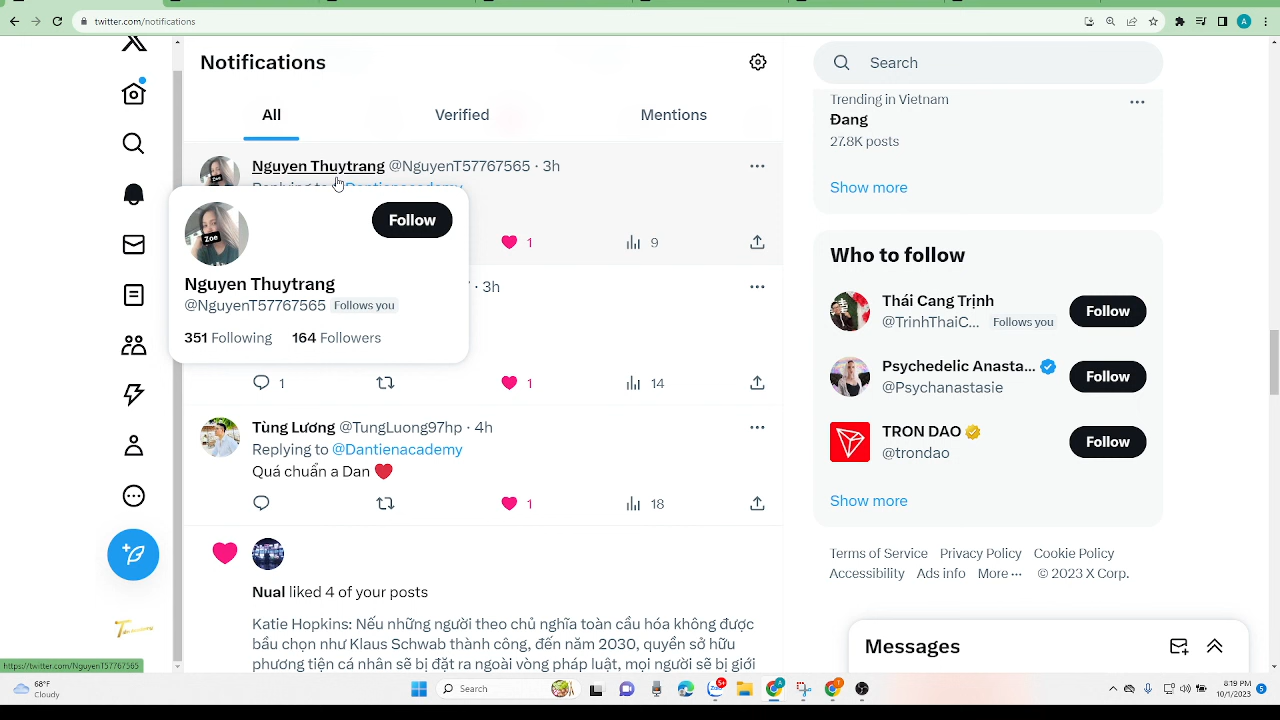 twitter.com/notifications
A
Notifications
All
Verified
Mentions
Nguyen Thuytrang @NguyenT57767565 · 3h
Replying to @Dantienacademy
1
9
Zoe
Follow
Nguyen Thuytrang
@NguyenT57767565 Follows you
351 Following 164 Followers
· 3h
1
1
14
Tùng Lương @TungLuong97hp · 4h
Replying to @Dantienacademy
Quá chuẩn a Dan
1
18
Nual liked 4 of your posts
Katie Hopkins: Nếu những người theo chủ nghĩa toàn cầu hóa không được
bầu chọn như Klaus Schwab thành công, đến năm 2030, quyền sở hữu
phương tiện cá nhân sẽ bị đặt ra ngoài vòng pháp luật, mọi người sẽ bị giới
Search
Trending in Vietnam
Đang
27.8K posts
Show more
Who to follow
Thái Cang Trịnh
@TrinhThaiC... Follows you
Follow
Psychedelic Anasta...
@Psychanastasie
Follow
TRON DAO
@trondao
Follow
Show more
Terms of Service Privacy Policy Cookie Policy
Accessibility Ads info More ··· © 2023 X Corp.
Messages
https://twitter.com/NguyenT57767565
68°F
Cloudy
Search
5+
8:19 PM
10/1/2023
5